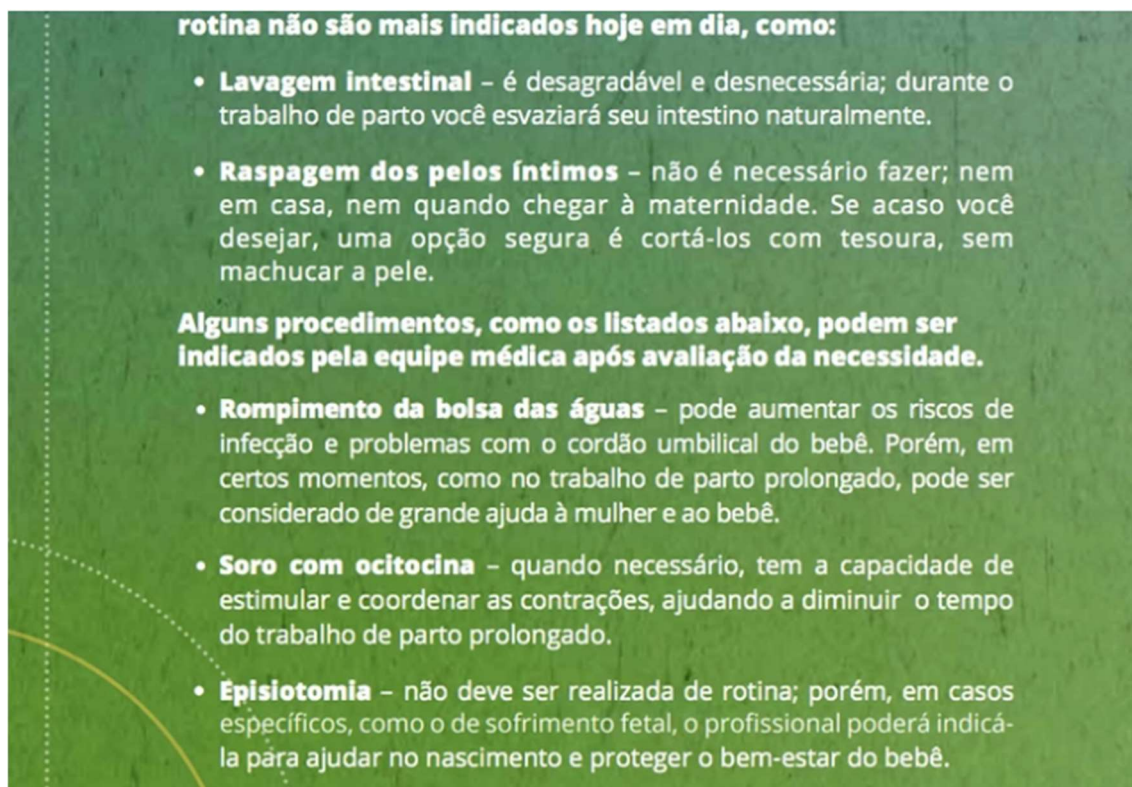 rotina não são mais indicados hoje em dia, como:
• Lavagem intestinal – é desagradável e desnecessária; durante o
trabalho de parto você esvaziará seu intestino naturalmente.
• Raspagem dos pelos íntimos – não é necessário fazer; nem
em casa, nem quando chegar à maternidade. Se acaso você
desejar, uma opção segura é cortá-los com tesoura, sem
machucar a pele.
Alguns procedimentos, como os listados abaixo, podem ser
indicados pela equipe médica após avaliação da necessidade.
• Rompimento da bolsa das águas – pode aumentar os riscos de
infecção e problemas com o cordão umbilical do bebê. Porém, em
certos momentos, como no trabalho de parto prolongado, pode ser
considerado de grande ajuda à mulher e ao bebê.
• Soro com ocitocina – quando necessário, tem a capacidade de
estimular e coordenar as contrações, ajudando a diminuir o tempo
do trabalho de parto prolongado.
• Episiotomia – não deve ser realizada de rotina; porém, em casos
específicos, como o de sofrimento fetal, o profissional poderá indicá-
la para ajudar no nascimento e proteger o bem-estar do bebê.